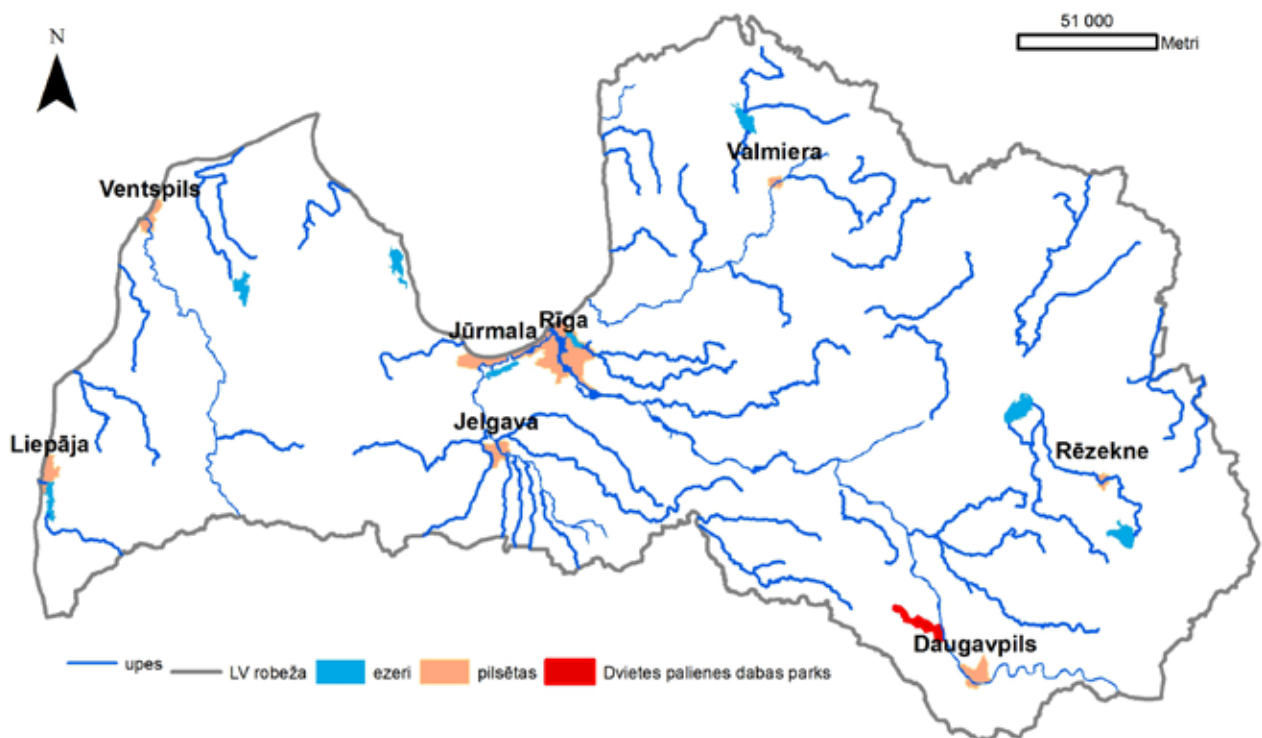 N
51 000
Metri
Valmiera
Ventspils
Jūrmala
Rīga
Jelgava
Liepāja
Rēzekne
Daugavpils
upes
LV robeža
ezeri
pilsētas
Dvietes palienes dabas parks